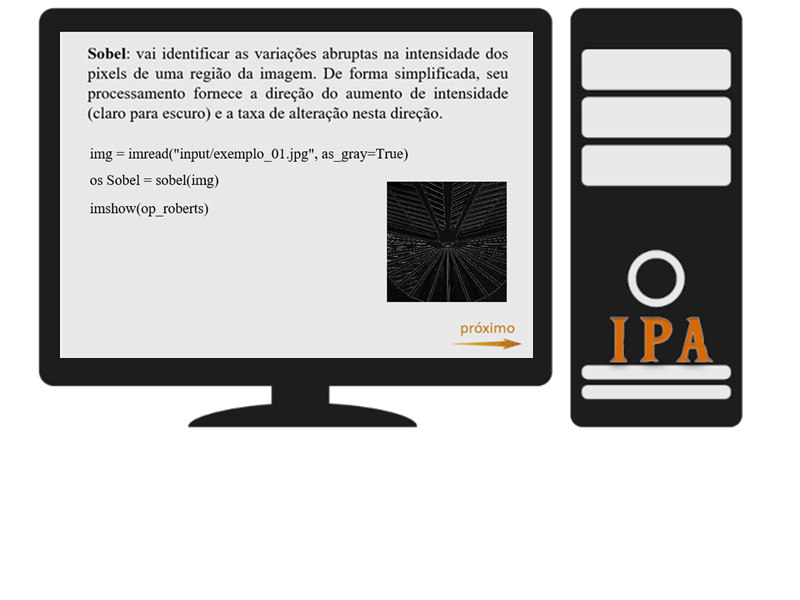 Sobel: vai identificar as variações abruptas na intensidade dos
pixels de uma região da imagem. De forma simplificada, seu
processamento fornece a direção do aumento de intensidade
(claro para escuro) e a taxa de alteração nesta direção.
img = imread("input/exemplo_01.jpg", as_gray=True)
os Sobel = sobel(img)
imshow(op_roberts)
próximo
IPA